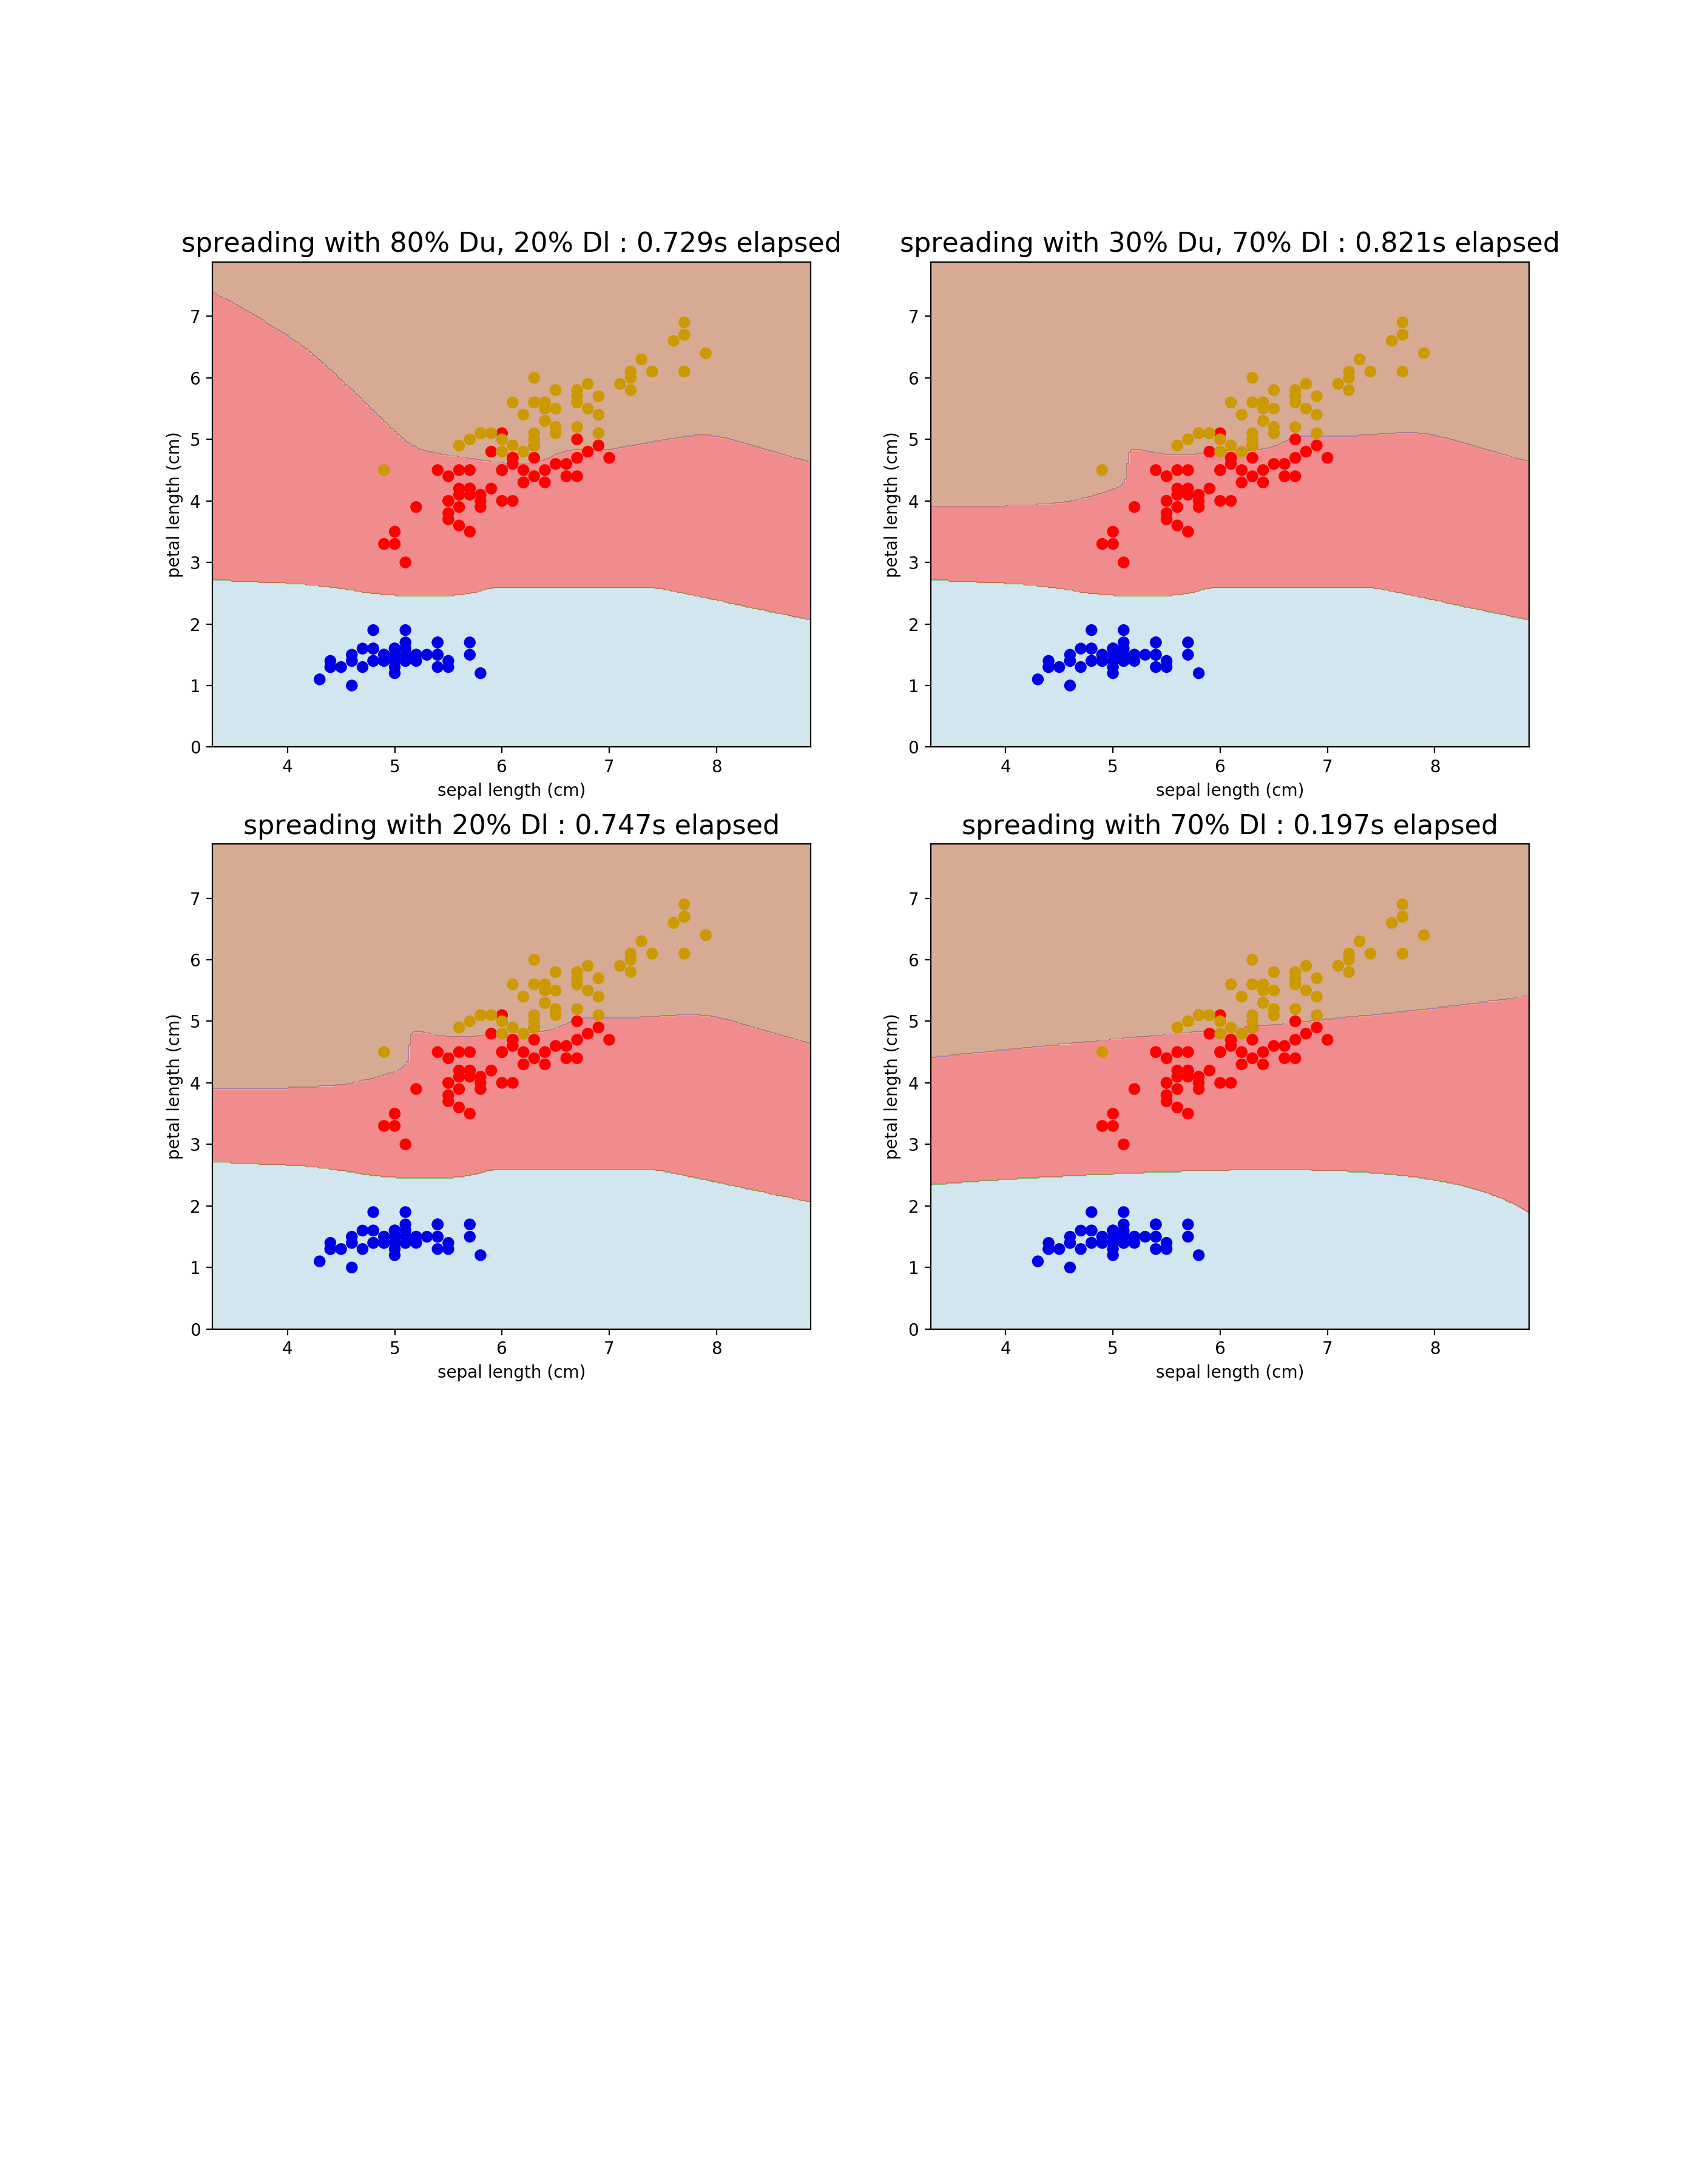 spreading with 80% Du, 20% Dl : 0.729s elapsed
petal length (cm)
7
6
5
4
3
2
1
0
4 5 6 7 8
sepal length (cm)
spreading with 30% Du, 70% Dl : 0.821s elapsed
petal length (cm)
7
6
5
4
3
2
1
0
4 5 6 7 8
sepal length (cm)
spreading with 20% Dl : 0.747s elapsed
petal length (cm)
7
6
5
4
3
2
1
0
4 5 6 7 8
sepal length (cm)
spreading with 70% Dl : 0.197s elapsed
petal length (cm)
7
6
5
4
3
2
1
0
4 5 6 7 8
sepal length (cm)